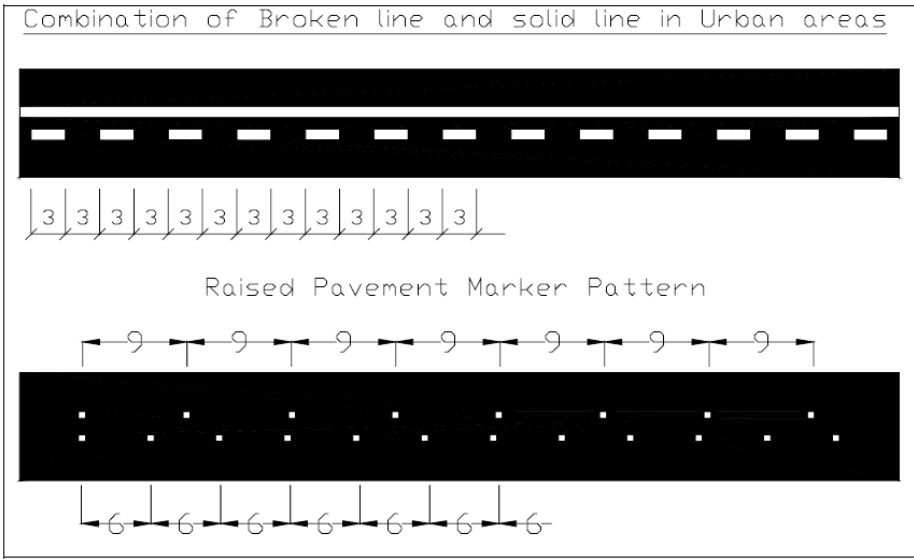 Combination of Broken line and solid line in Urban areas
3 3 3 3 3 3 3 3 3 3 3 3 3
Raised Pavement Marker Pattern
9 9 9 9 9 9 9
6 6 6 6 6 6 6